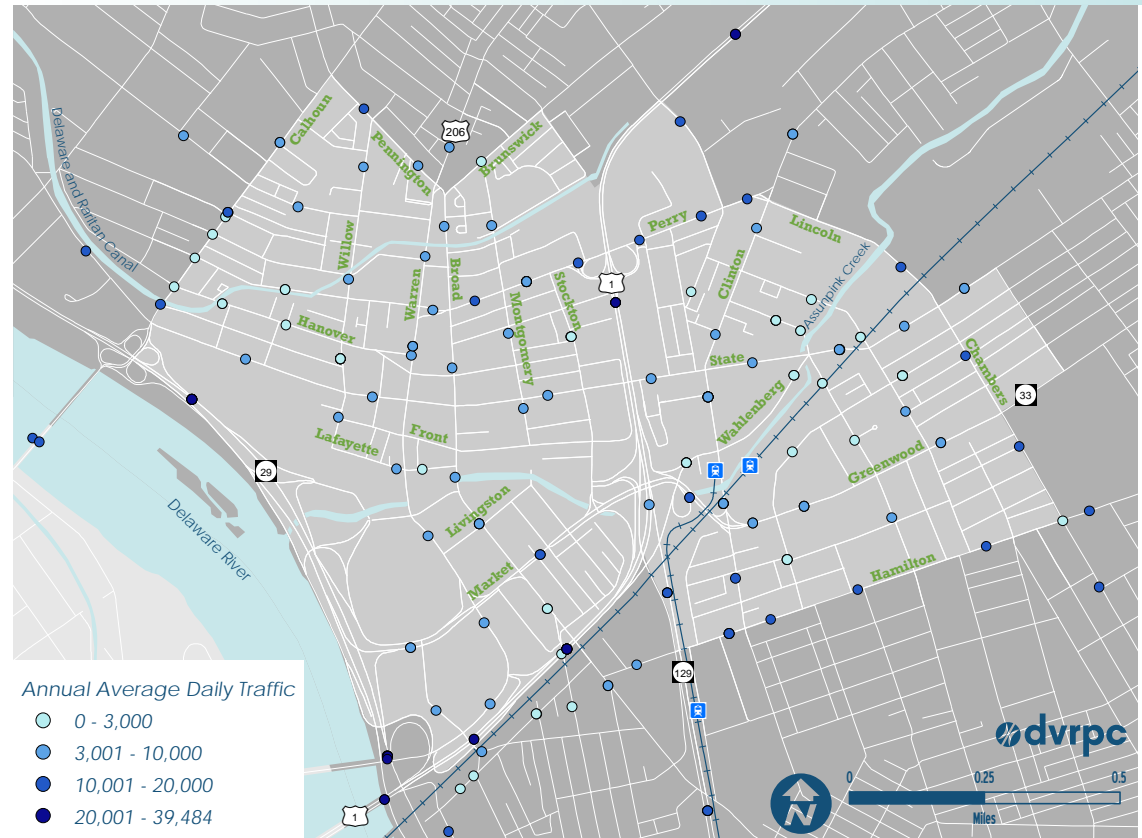 Calhoun
206
Pennington
Brunswick
Delaware and Raritan Canal
Perry
Lincoln
Willow
Warren
Broad
Clinton
Stockton
1
Assunpink Creek
Montgomery
Hanover
State
Chambers
33
Wahlenberg
Lafayette
Front
Greenwood
29
Livingston
Delaware River
Market
Hamilton
129
Annual Average Daily Traffic
0 - 3,000
3,001 - 10,000
10,001 - 20,000
20,001 - 39,484
1
dvrpc
N
0 0.25 0.5
Miles